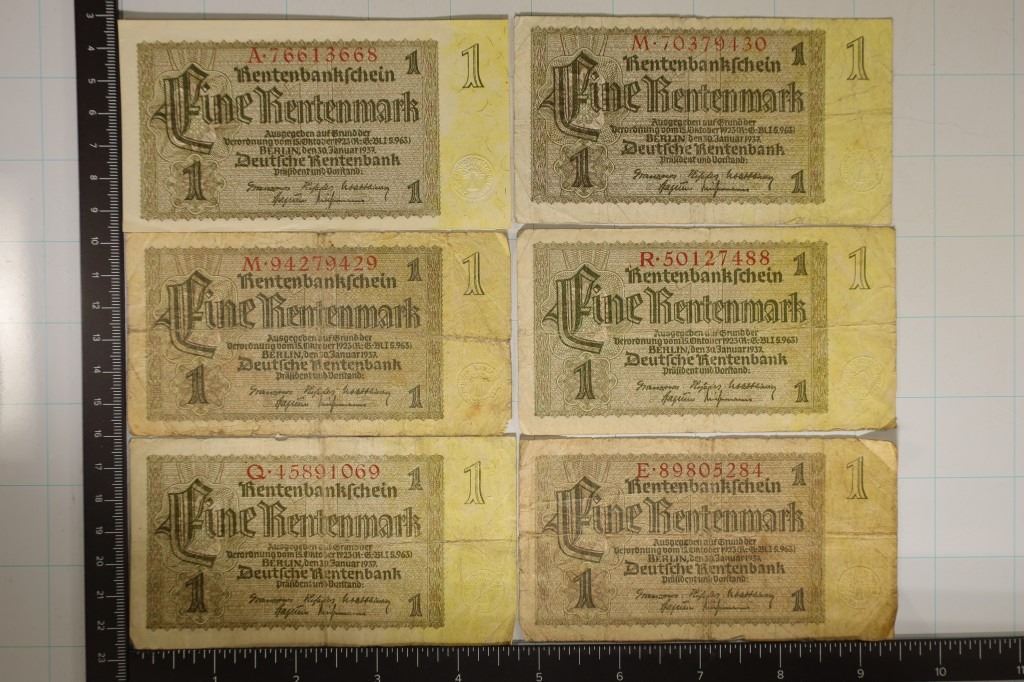 A·76613668
Rentenbankschein 1 1
Eine Rentenmark
Ausgegeben auf Grund der
Verordnung vom 15. Oktober 1923 (R.-G.-Bl. I S. 963)
BERLIN, den 30. Januar 1937.
Deutsche Rentenbank
Präsident und Vorstand:
1 1
M·70379430
Rentenbankschein 1 1
Eine Rentenmark
Ausgegeben auf Grund der
Verordnung vom 15. Oktober 1923 (R.-G.-Bl. I S. 963)
BERLIN, den 30. Januar 1937.
Deutsche Rentenbank
Präsident und Vorstand:
1 1
M·94279429
Rentenbankschein 1 1
Eine Rentenmark
Ausgegeben auf Grund der
Verordnung vom 15. Oktober 1923 (R.-G.-Bl. I S. 963)
BERLIN, den 30. Januar 1937.
Deutsche Rentenbank
Präsident und Vorstand:
1 1
R·50127488
Rentenbankschein 1 1
Eine Rentenmark
Ausgegeben auf Grund der
Verordnung vom 15. Oktober 1923 (R.-G.-Bl. I S. 963)
BERLIN, den 30. Januar 1937.
Deutsche Rentenbank
Präsident und Vorstand:
1 1
Q·45891069
Rentenbankschein 1 1
Eine Rentenmark
Ausgegeben auf Grund der
Verordnung vom 15. Oktober 1923 (R.-G.-Bl. I S. 963)
BERLIN, den 30. Januar 1937.
Deutsche Rentenbank
Präsident und Vorstand:
1 1
E·89805284
Rentenbankschein 1 1
Eine Rentenmark
Ausgegeben auf Grund der
Verordnung vom 15. Oktober 1923 (R.-G.-Bl. I S. 963)
BERLIN, den 30. Januar 1937.
Deutsche Rentenbank
Präsident und Vorstand:
1 1
3
4
5
6
7
8
9
10
11
12
13
14
15
16
17
18
19
20
21
22
23
1 2 3 4 5 6 7 8 9 10 11